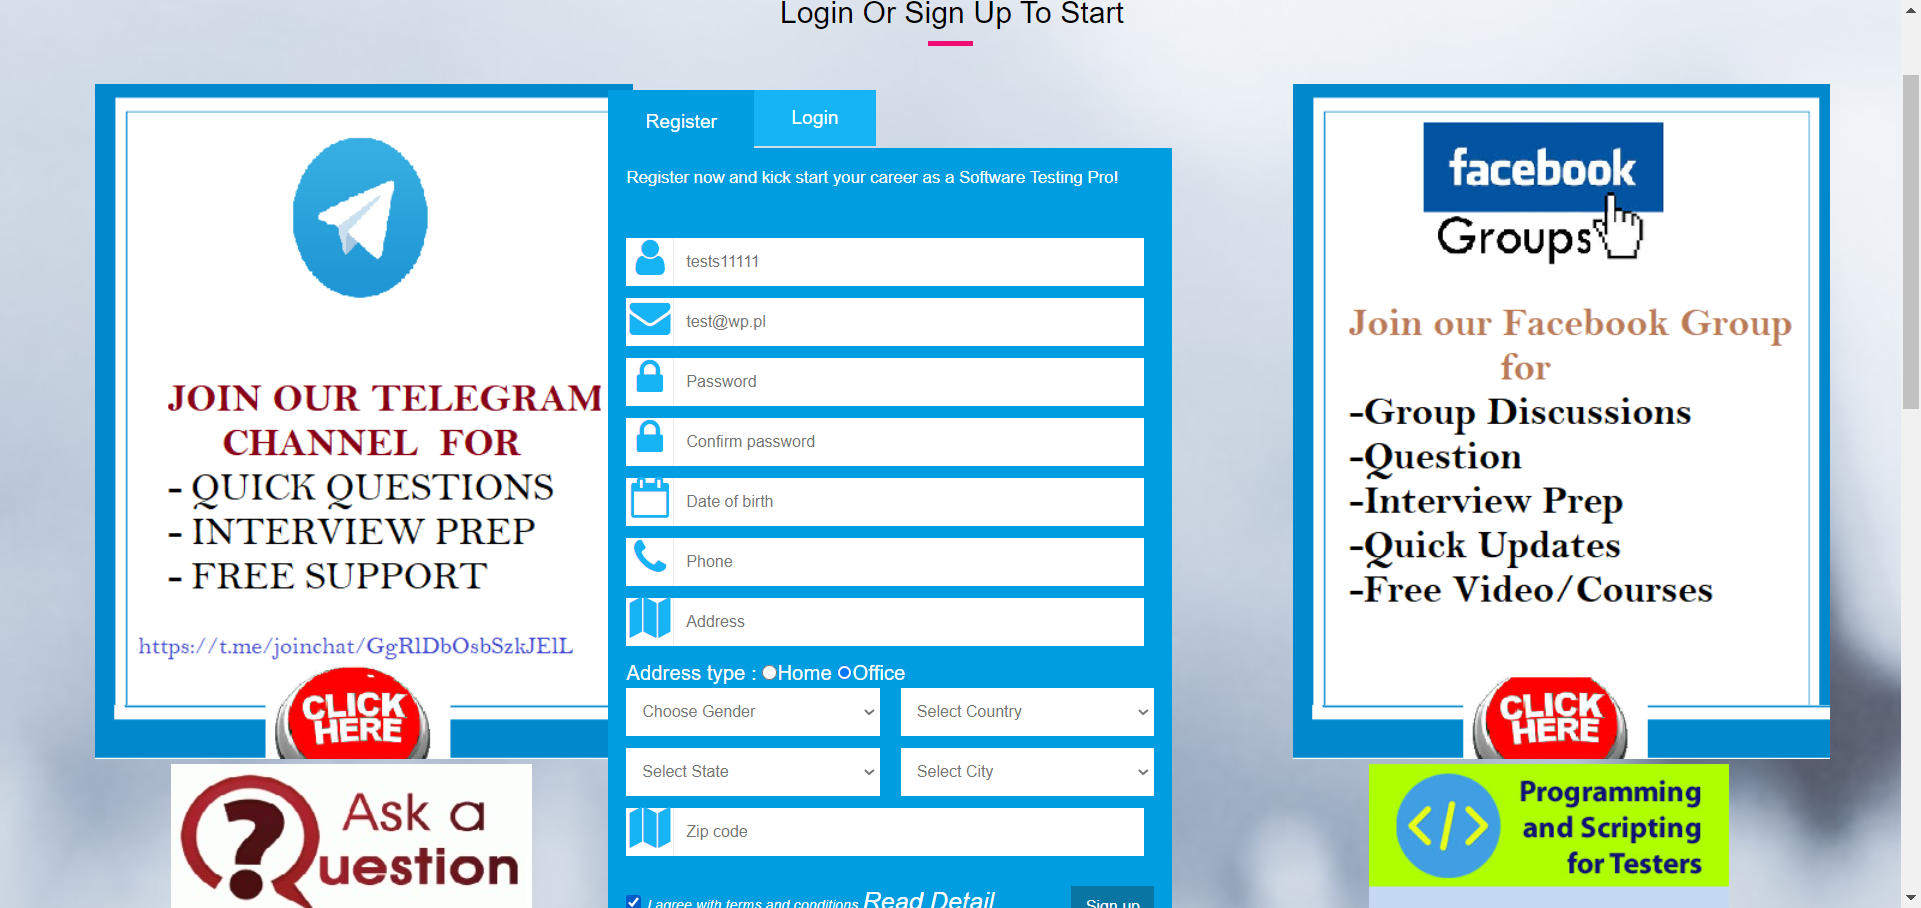 Login Or Sign Up To Start
JOIN OUR TELEGRAM
CHANNEL FOR
- QUICK QUESTIONS
- INTERVIEW PREP
- FREE SUPPORT
https://t.me/joinchat/GgRlDbOsbSzkJElL
CLICK
HERE
Ask a
Question
Register
Login
Register now and kick start your career as a Software Testing Pro!
tests11111
test@wp.pl
Password
Confirm password
Date of birth
Phone
Address
Address type : Home Office
Choose Gender
Select Country
Select State
Select City
Zip code
I agree with terms and conditions Read Detail
Sign up
facebook
Groups
Join our Facebook Group
for
-Group Discussions
-Question
-Interview Prep
-Quick Updates
-Free Video/Courses
CLICK
HERE
</> Programming
and Scripting
for Testers